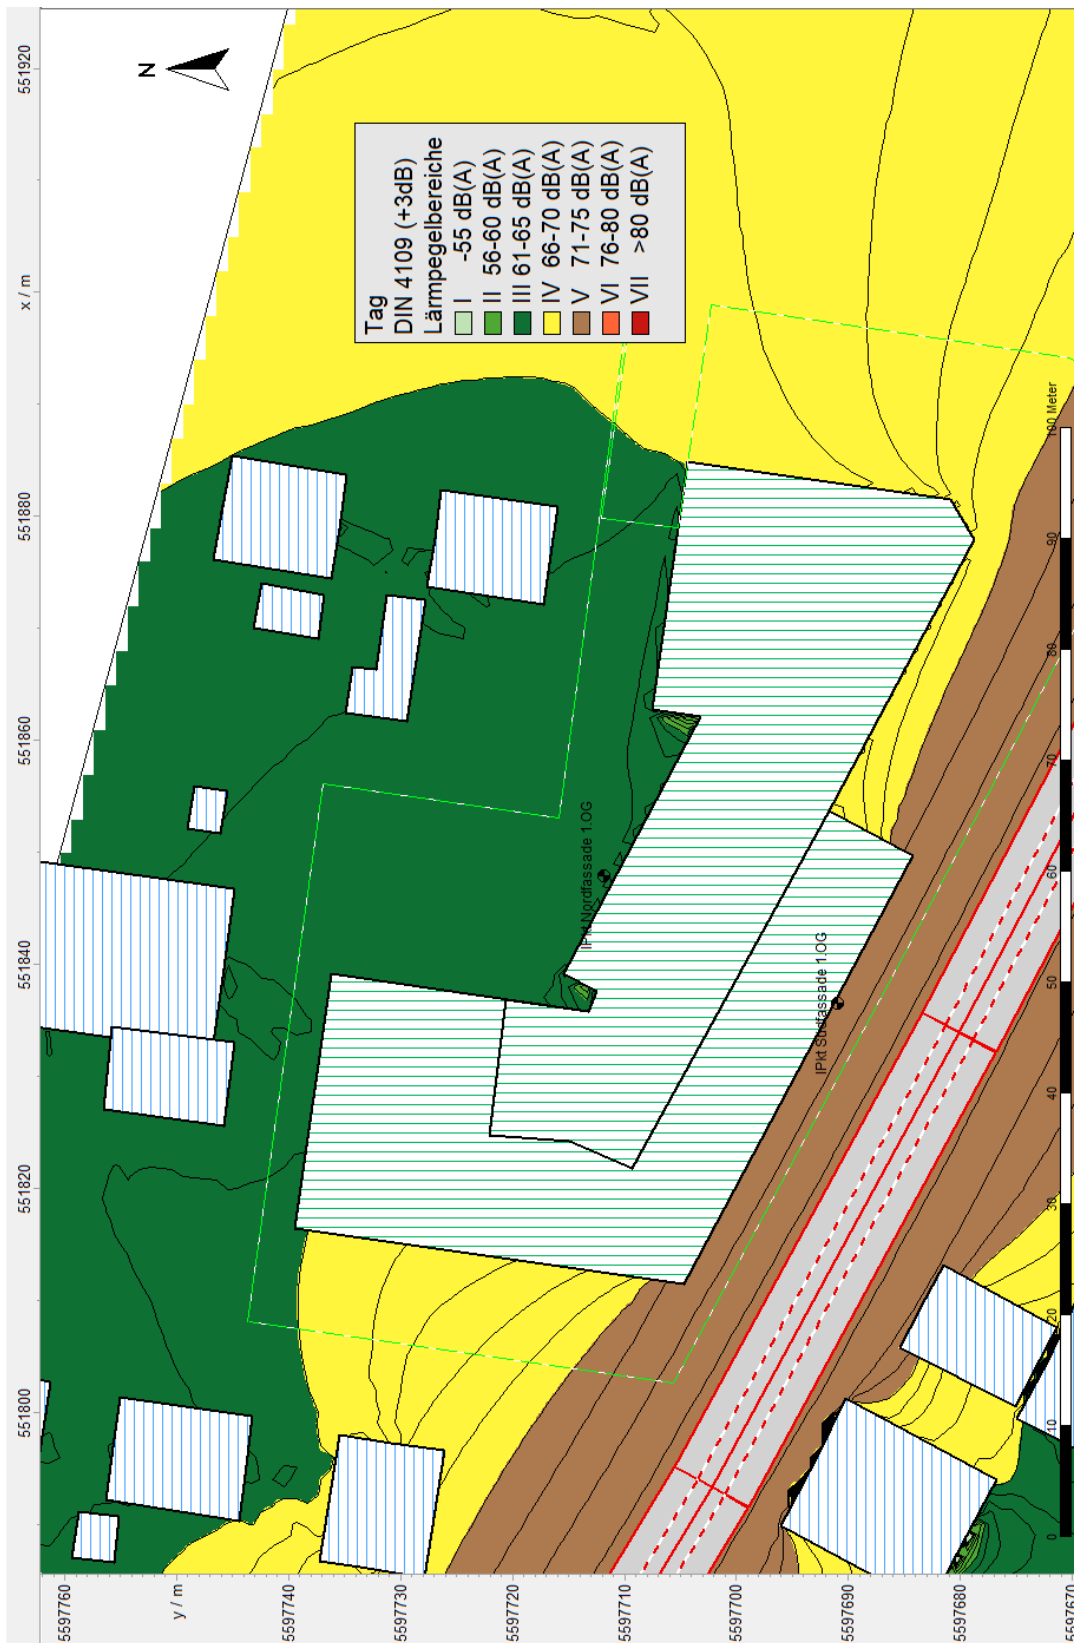 N
Tag
DIN 4109 (+3dB)
Lärmpegelbereiche
I -55 dB(A)
II 56-60 dB(A)
III 61-65 dB(A)
IV 66-70 dB(A)
V 71-75 dB(A)
VI 76-80 dB(A)
VII >80 dB(A)
IPkt Nordfassade 1.OG
IPkt Südfassade 1.OG
5597760
y / m
5597740
5597730
5597720
5597710
5597700
5597690
5597680
5597670
551800
551820
551840
551860
551880
x / m
551920
0
10
20
30
40
50
60
70
80
90
100 Meter